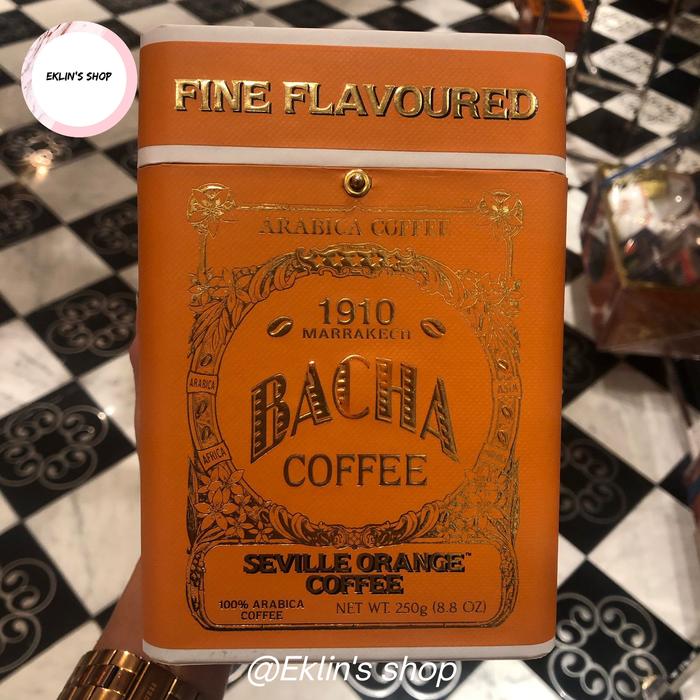 EKLIN'S SHOP
FINE FLAVOURED
ARABICA COFFEE
1910
MARRAKECH
ARABICA
ASIA
BACHA
AFRICA
COFFEE
SEVILLE ORANGE™
COFFEE
100% ARABICA
COFFEE
NET WT. 250g (8.8 OZ)
@Eklin's shop